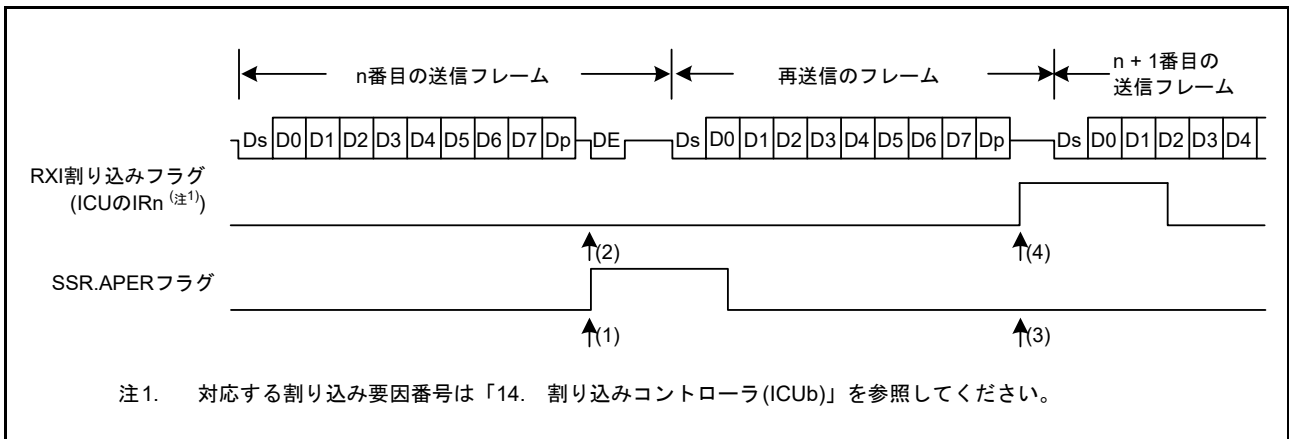 n番目の送信フレーム
再送信のフレーム
n + 1番目の
送信フレーム
Ds D0 D1 D2 D3 D4 D5 D6 D7 Dp DE Ds D0 D1 D2 D3 D4 D5 D6 D7 Dp Ds D0 D1 D2 D3 D4
RXI割り込みフラグ
(ICUのIRn (注1))
(2)
(4)
SSR.APERフラグ
(1)
(3)
注1. 対応する割り込み要因番号は「14. 割り込みコントローラ(ICUb)」を参照してください。